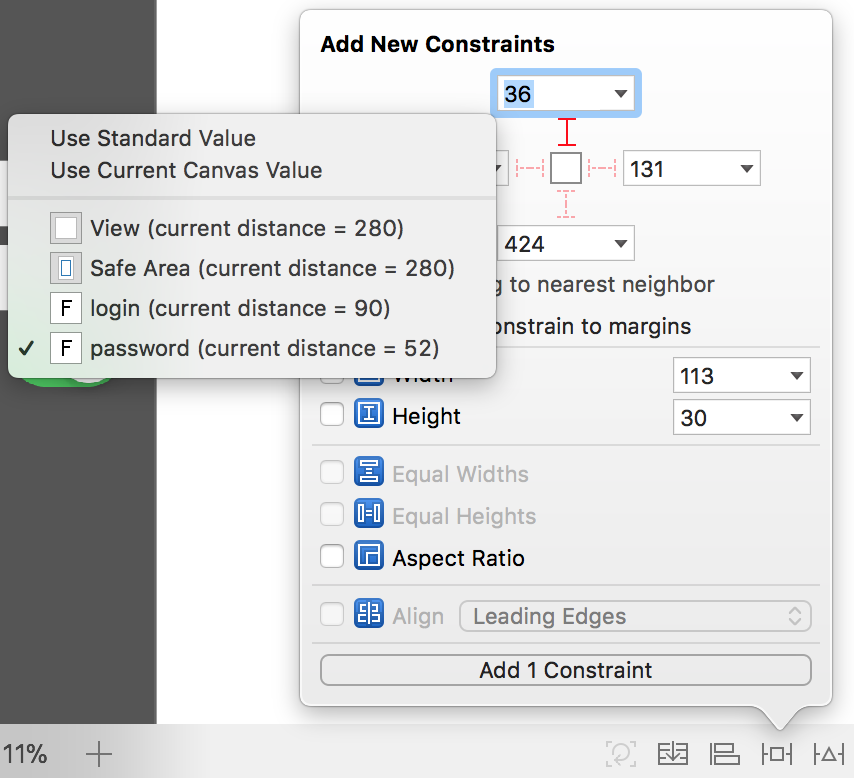 Add New Constraints
36
Use Standard Value
Use Current Canvas Value
131
View (current distance = 280)
424
Safe Area (current distance = 280)
to nearest neighbor
F login (current distance = 90)
to margins
F password (current distance = 52)
Width 113
Height 30
Equal Widths
Equal Heights
Aspect Ratio
Align Leading Edges
Add 1 Constraint
11%